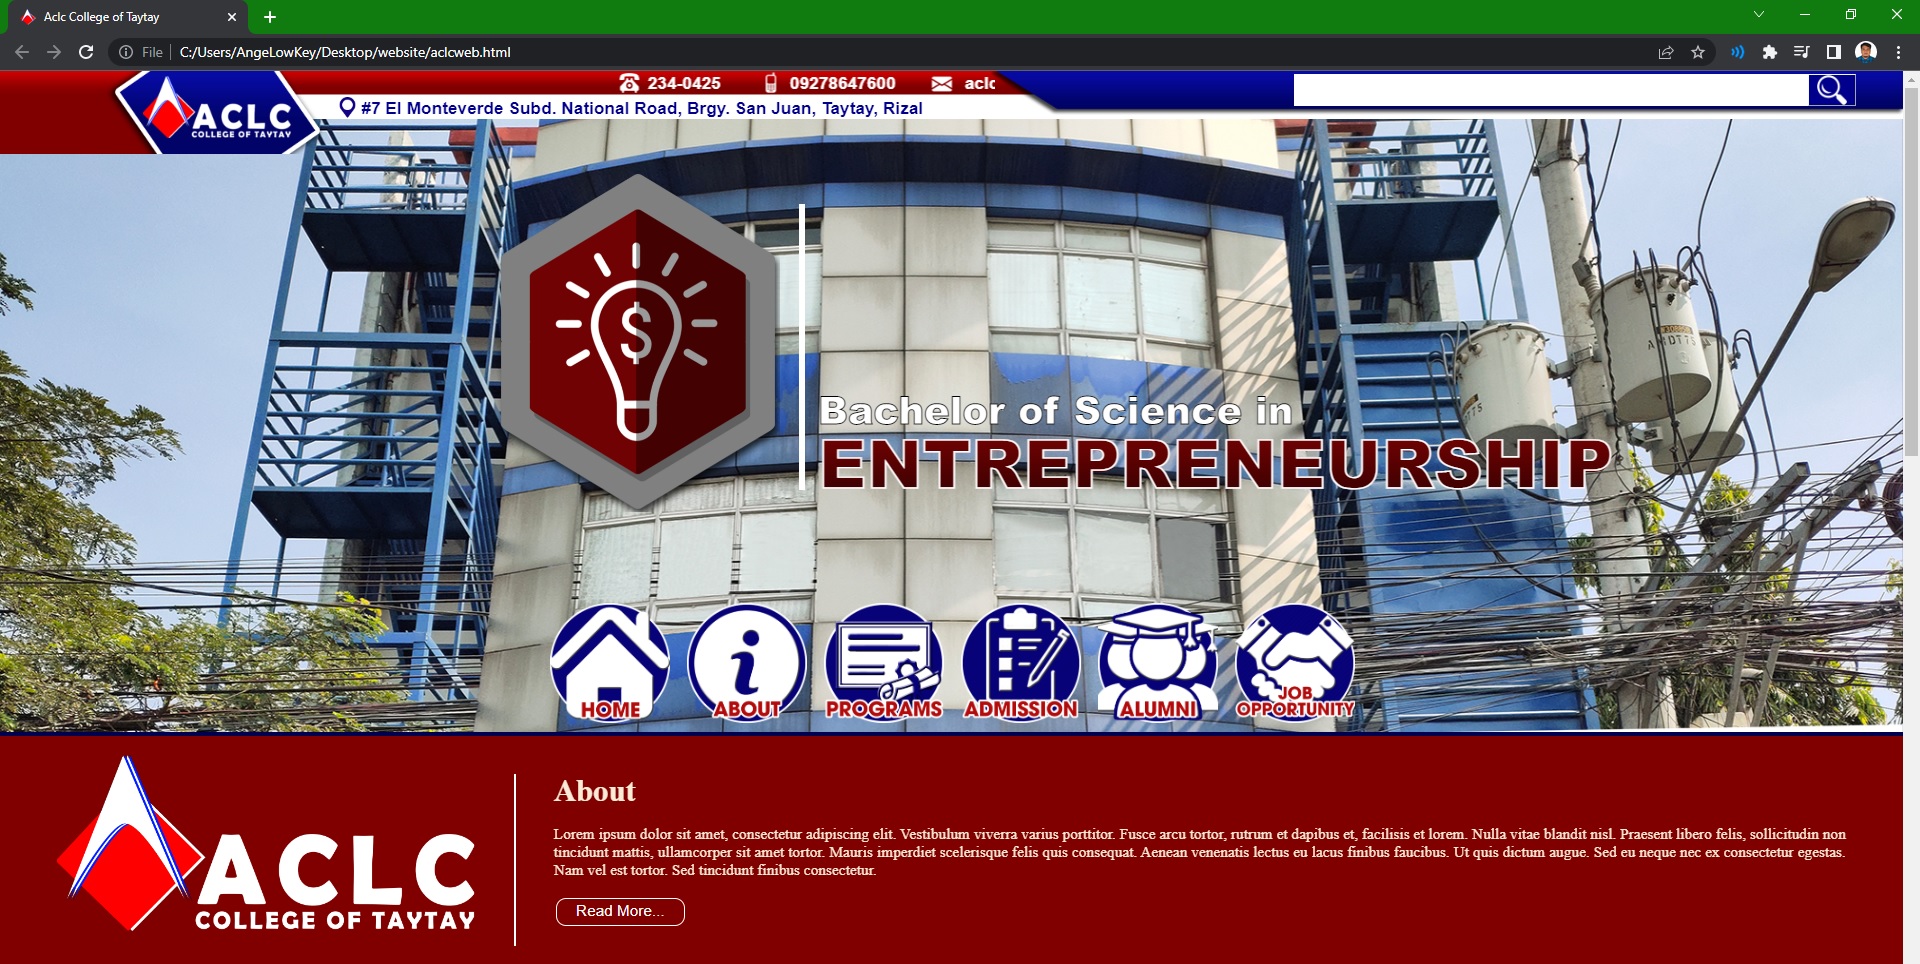 Aclc College of Taytay
File
C:/Users/AngeLowKey/Desktop/website/aclcweb.html
234-0425
09278647600
aclc
#7 El Monteverde Subd. National Road, Brgy. San Juan, Taytay, Rizal
ACLC
COLLEGE OF TAYTAY
$
Bachelor of Science in
ENTREPRENEURSHIP
HOME
ABOUT
PROGRAMS
ADMISSION
ALUMNI
JOB
OPPORTUNITY
ACLC
COLLEGE OF TAYTAY
About
Lorem ipsum dolor sit amet, consectetur adipiscing elit. Vestibulum viverra varius porttitor. Fusce arcu tortor, rutrum et dapibus et, facilisis et lorem. Nulla vitae blandit nisl. Praesent libero felis, sollicitudin non
tincidunt mattis, ullamcorper sit amet tortor. Mauris imperdiet scelerisque felis quis consequat. Aenean venenatis lectus eu lacus finibus faucibus. Ut quis dictum augue. Sed eu neque nec ex consectetur egestas.
Nam vel est tortor. Sed tincidunt finibus consectetur.
Read More...